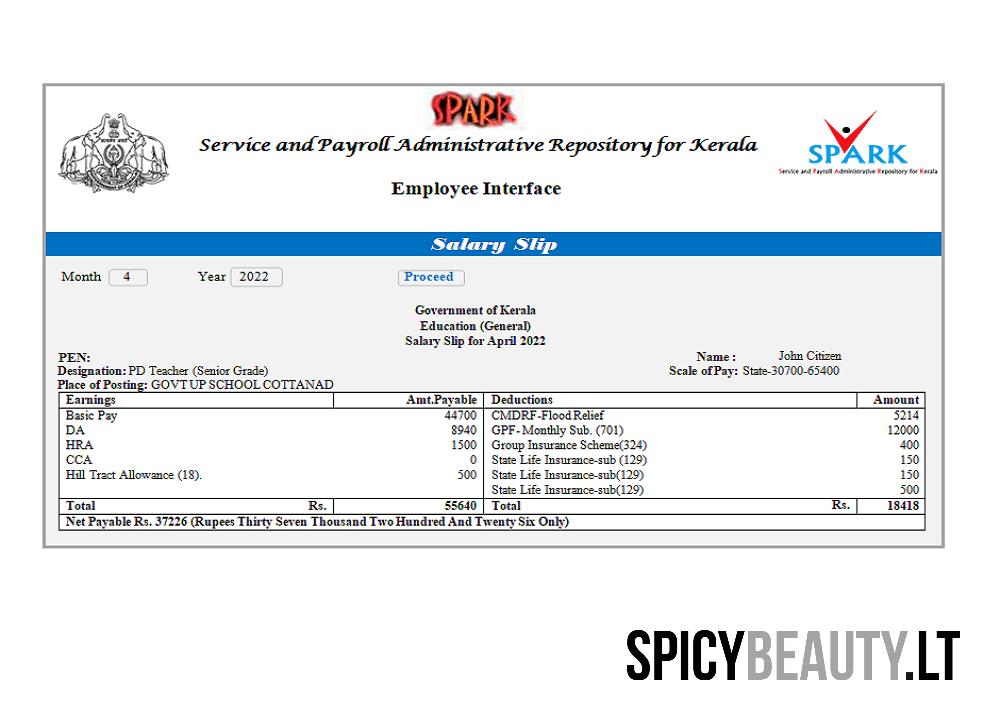 SPARK
Service and Payroll Administrative Repository for Kerala
SPARK
Service and Payroll Administrative Repository for Kerala
Employee Interface
Salary Slip
Month 4 Year 2022 Proceed
Government of Kerala
Education (General)
Salary Slip for April 2022
PEN: Name : John Citizen
Designation: PD Teacher (Senior Grade) Scale of Pay: State-30700-65400
Place of Posting: GOVT UP SCHOOL COTTANAD
Earnings Amt.Payable Deductions Amount
Basic Pay 44700 CMDRF-Flood Relief 5214
DA 8940 GPF- Monthly Sub. (701) 12000
HRA 1500 Group Insurance Scheme(324) 400
CCA 0 State Life Insurance-sub (129) 150
Hill Tract Allowance (18). 500 State Life Insurance-sub(129) 150
State Life Insurance-sub(129) 500
Total Rs. 55640 Total Rs. 18418
Net Payable Rs. 37226 (Rupees Thirty Seven Thousand Two Hundred And Twenty Six Only)
SPICYBEAUTY.LT